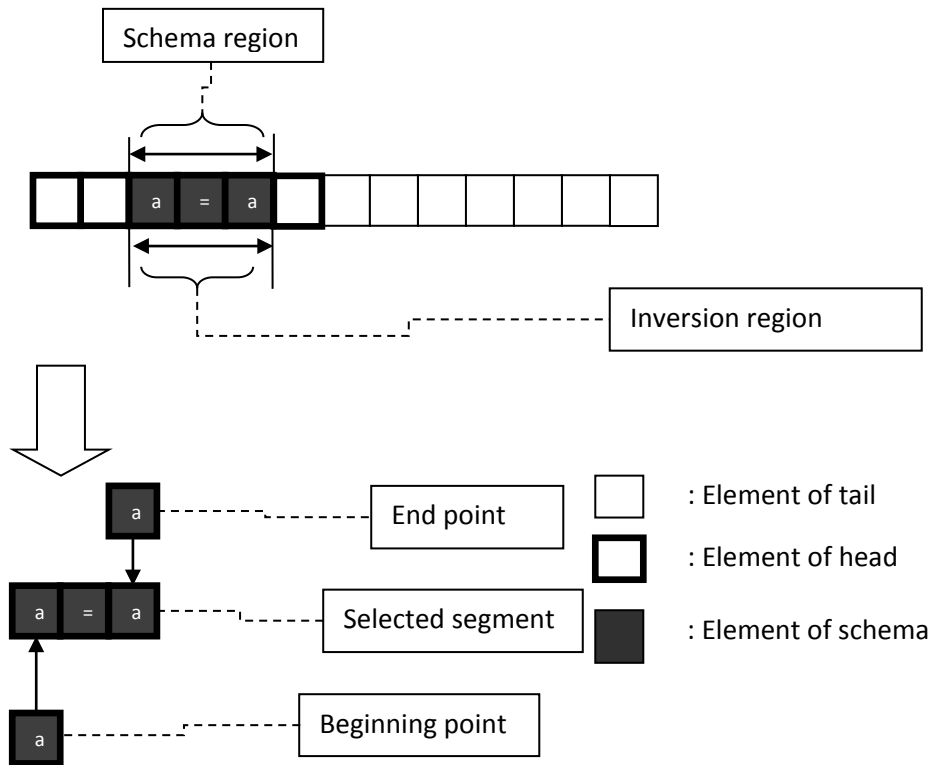 Schema region
a = a
Inversion region
a
End point
: Element of tail
: Element of head
a = a
Selected segment
: Element of schema
a
Beginning point